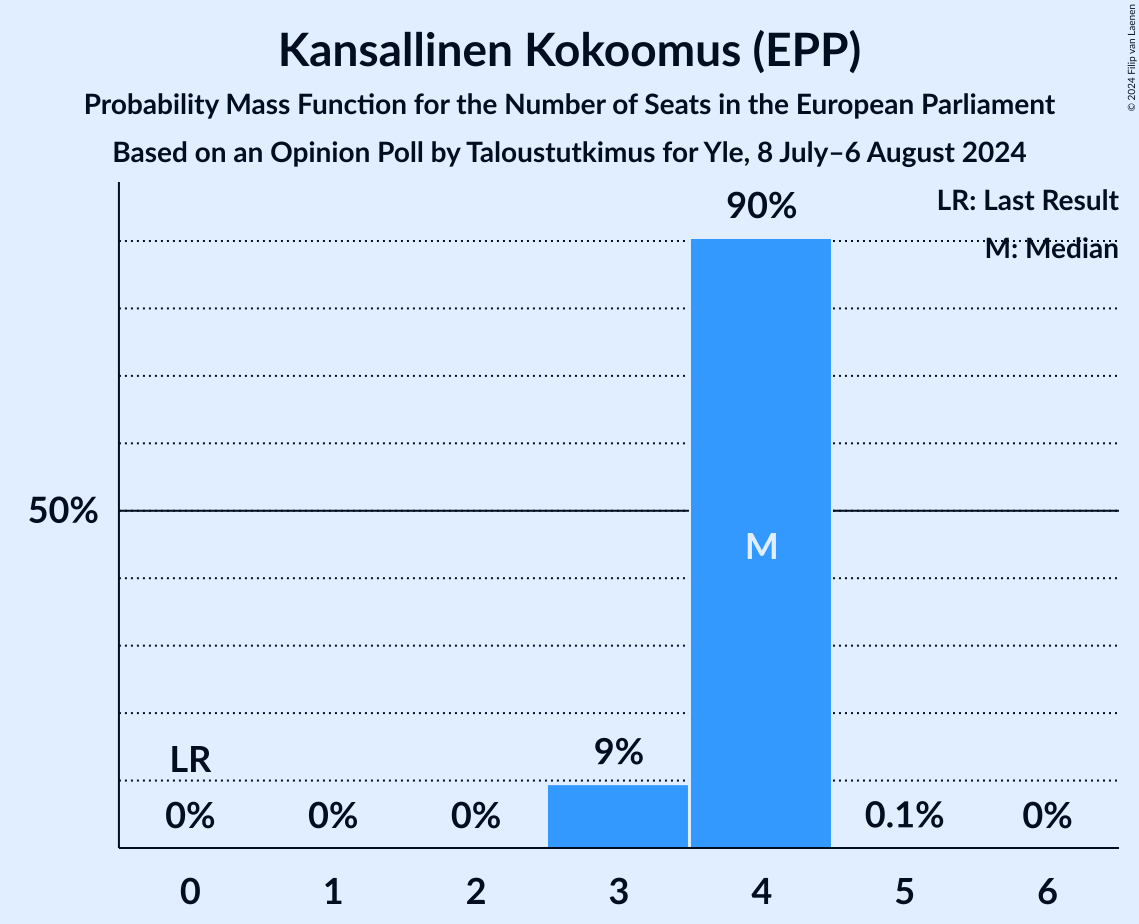 Kansallinen Kokoomus (EPP)
Probability Mass Function for the Number of Seats in the European Parliament
Based on an Opinion Poll by Taloustutkimus for Yle, 8 July–6 August 2024
© 2024 Filip van Laenen
LR: Last Result
M: Median
90%
50%
M
LR
9%
0%
0%
0%
0.1%
0%
0
1
2
3
4
5
6